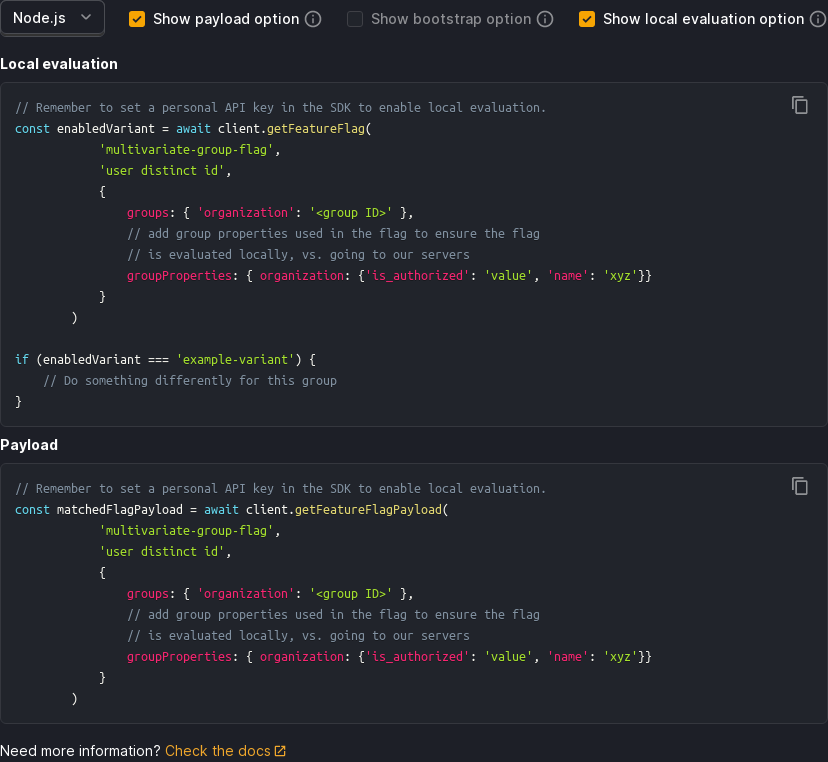 Node.js Show payload option Show bootstrap option Show local evaluation option
Local evaluation
// Remember to set a personal API key in the SDK to enable local evaluation.
const enabledVariant = await client.getFeatureFlag(
            'multivariate-group-flag',
            'user distinct id',
            {
                groups: { 'organization': '<group ID>' },
                // add group properties used in the flag to ensure the flag
                // is evaluated locally, vs. going to our servers
                groupProperties: { organization: {'is_authorized': 'value', 'name': 'xyz'}}
            }
        )
if (enabledVariant === 'example-variant') {
    // Do something differently for this group
}
Payload
// Remember to set a personal API key in the SDK to enable local evaluation.
const matchedFlagPayload = await client.getFeatureFlagPayload(
            'multivariate-group-flag',
            'user distinct id',
            {
                groups: { 'organization': '<group ID>' },
                // add group properties used in the flag to ensure the flag
                // is evaluated locally, vs. going to our servers
                groupProperties: { organization: {'is_authorized': 'value', 'name': 'xyz'}}
            }
        )
Need more information? Check the docs